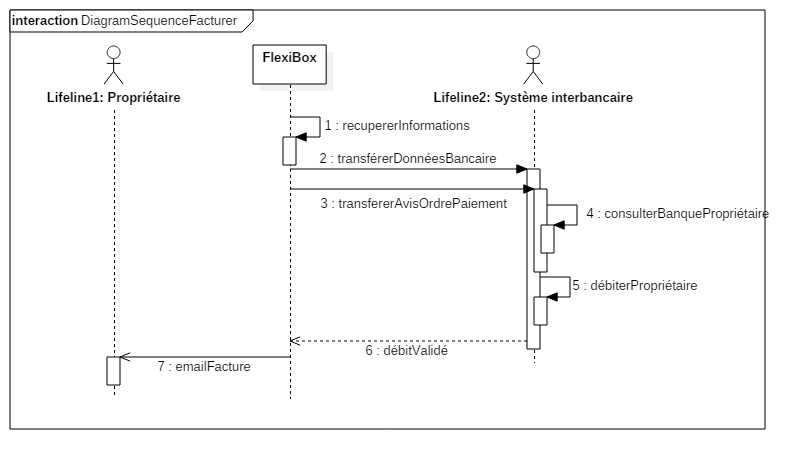 interaction DiagramSequenceFacturer
FlexiBox
Lifeline1: Propriétaire
Lifeline2: Système interbancaire
1 : recupererInformations
2 : transférerDonnéesBancaire
3 : transfererAvisOrdrePaiement
4 : consulterBanquePropriétaire
5 : débiterPropriétaire
6 : débitValidé
7 : emailFacture